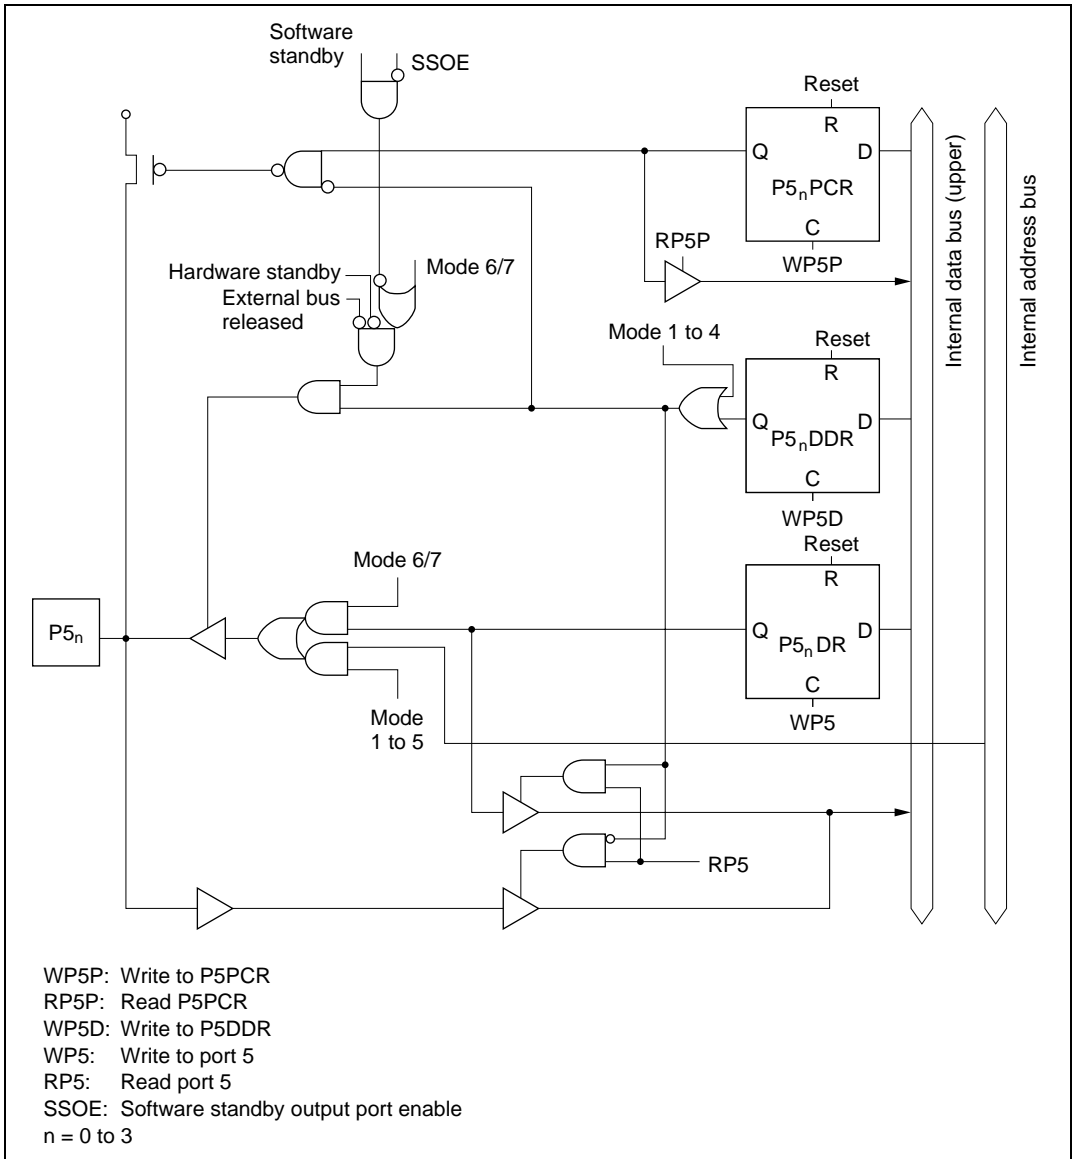 Software
standby
SSOE
Reset
R
Q
D
P5nPCR
C
WP5P
RP5P
Hardware standby
External bus
released
Mode 6/7
Mode 1 to 4
Reset
R
Q
D
P5nDDR
C
WP5D
Reset
R
Q
D
P5nDR
C
WP5
Mode 6/7
P5n
Mode
1 to 5
RP5
Internal data bus (upper)
Internal address bus
WP5P: Write to P5PCR
RP5P: Read P5PCR
WP5D: Write to P5DDR
WP5: Write to port 5
RP5: Read port 5
SSOE: Software standby output port enable
n = 0 to 3